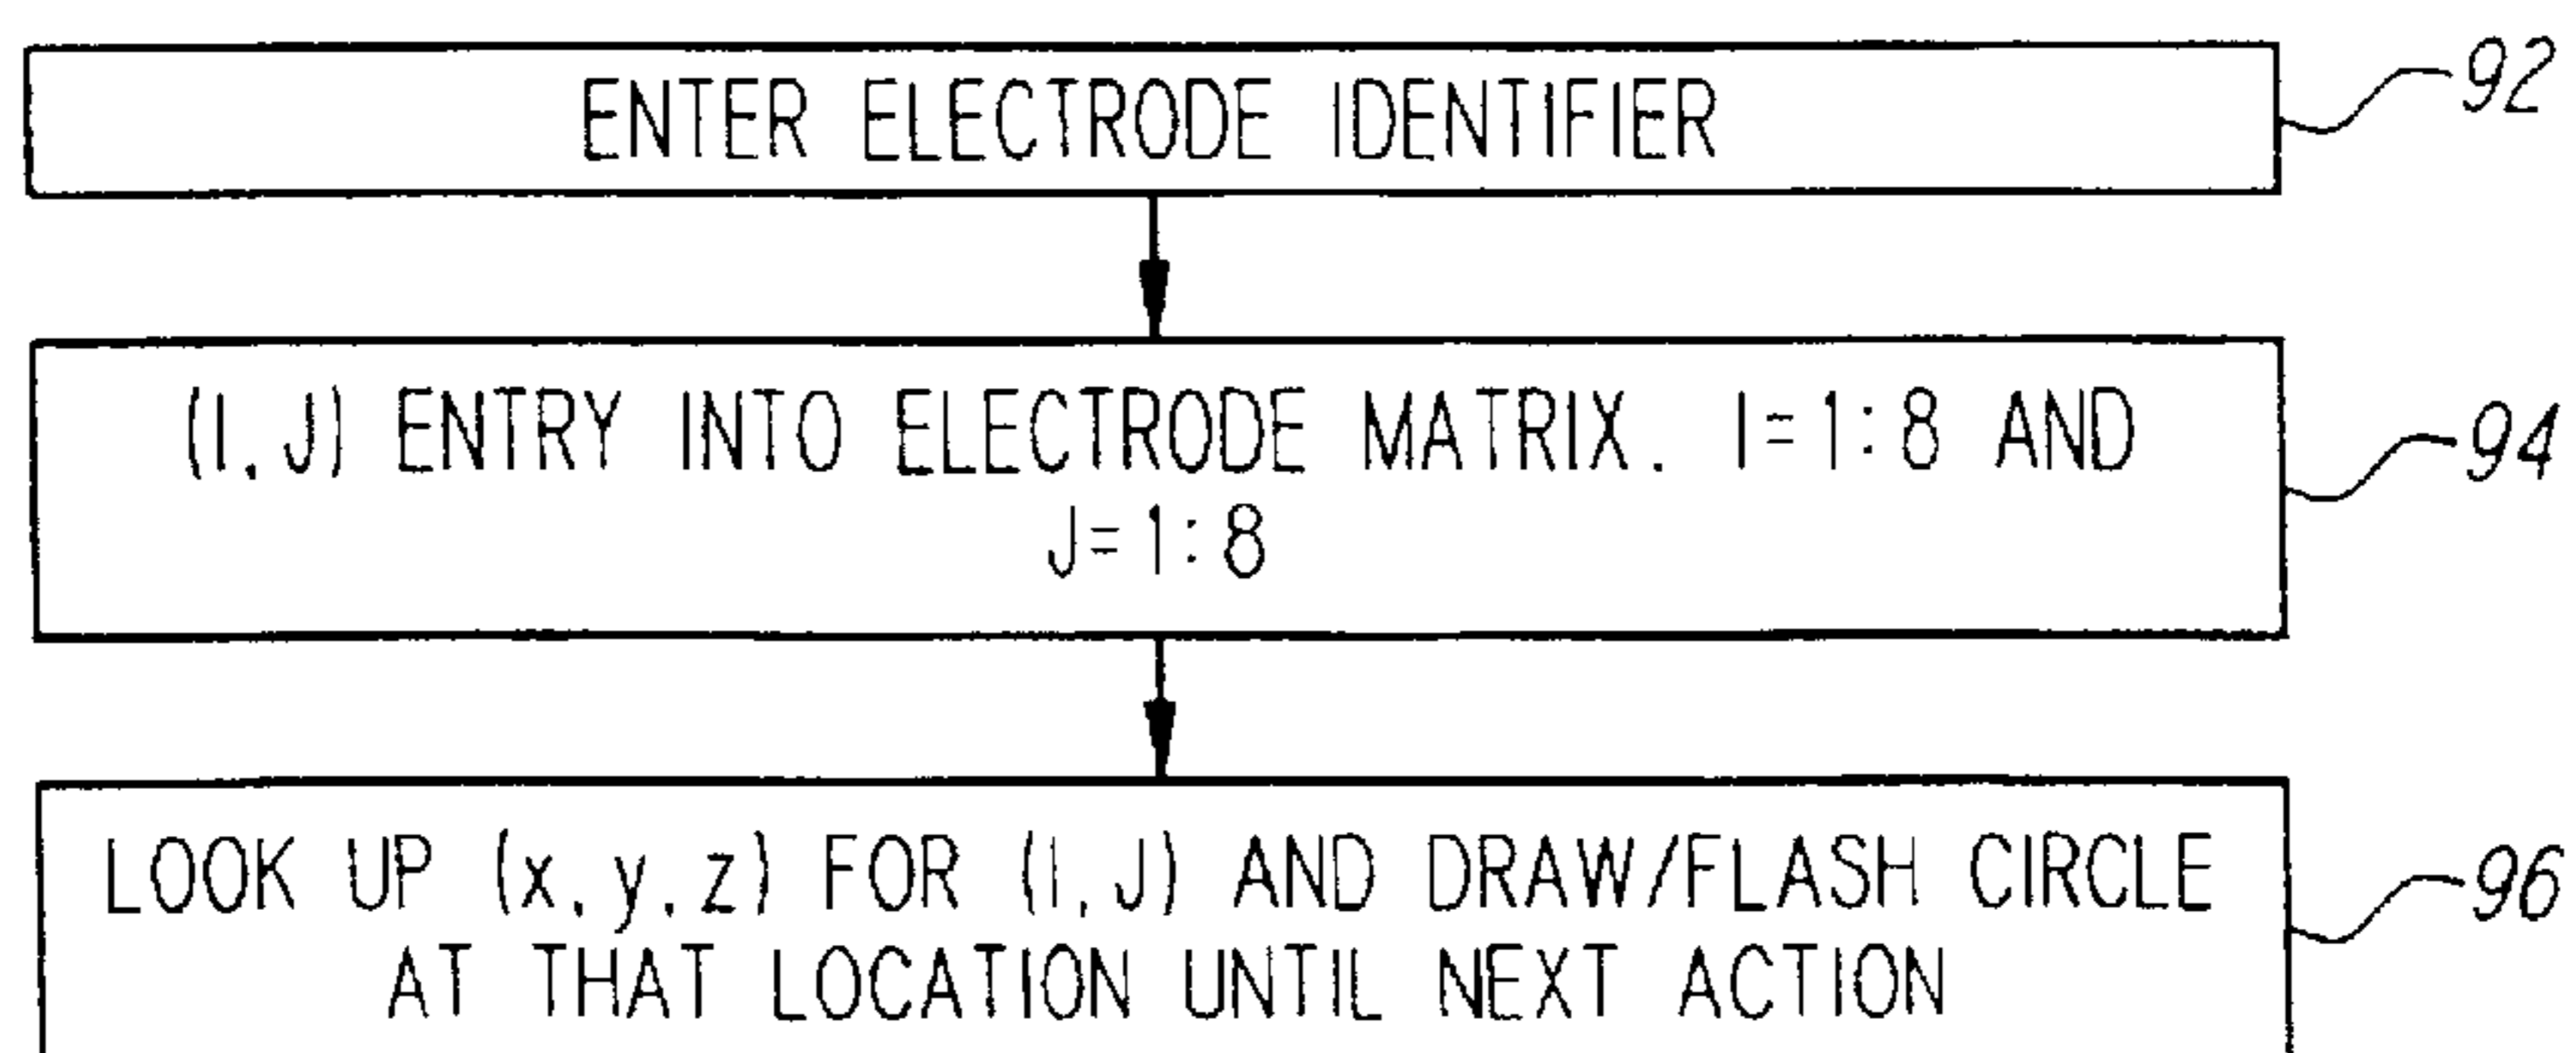 ENTER ELECTRODE IDENTIFIER
92
(I,J) ENTRY INTO ELECTRODE MATRIX. I=1:8 AND
J=1:8
94
LOOK UP (x,y,z) FOR (I,J) AND DRAW/FLASH CIRCLE
AT THAT LOCATION UNTIL NEXT ACTION
96